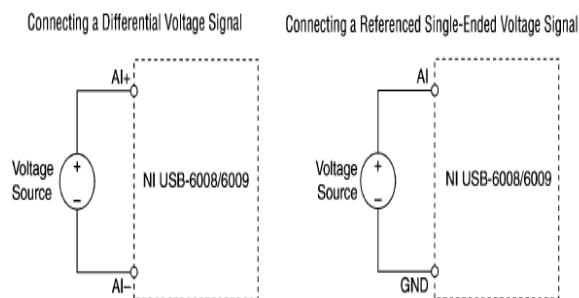 Connecting a Differential Voltage Signal
AI+
Voltage
Source
+
–
NI USB-6008/6009
AI–
Connecting a Referenced Single-Ended Voltage Signal
AI
Voltage
Source
+
–
NI USB-6008/6009
GND